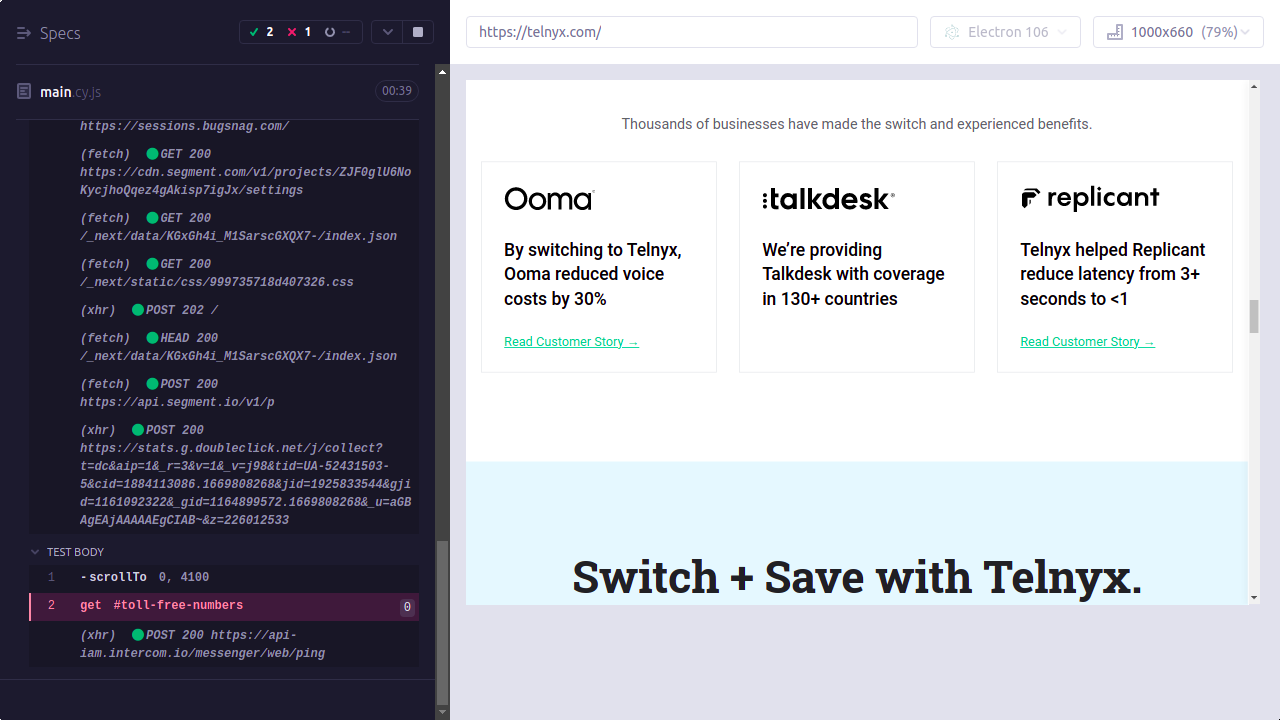 Specs
2
1
--
main.cy.js
00:39
https://sessions.bugsnag.com/
(fetch) GET 200
https://cdn.segment.com/v1/projects/ZJF0glU6No
KycjhoQqez4gAkisp7igJx/settings
(fetch) GET 200
/_next/data/KGxGh4i_M1SarscGXQX7-/index.json
(fetch) GET 200
/_next/static/css/999735718d407326.css
(xhr) POST 202 /
(fetch) HEAD 200
/_next/data/KGxGh4i_M1SarscGXQX7-/index.json
(fetch) POST 200
https://api.segment.io/v1/p
(xhr) POST 200
https://stats.g.doubleclick.net/j/collect?
t=dc&aip=1&_r=3&v=1&_v=j98&tid=UA-52431503-
5&cid=1884113086.1669808268&jid=1925833544&gji
d=1161092322&_gid=1164899572.1669808268&_u=aGB
AgEAjAAAAAEgCIAB~&z=226012533
TEST BODY
1 -scrollTo 0, 4100
2 get #toll-free-numbers 0
(xhr) POST 200 https://api-
iam.intercom.io/messenger/web/ping
https://telnyx.com/
Electron 106
1000x660 (79%)
Thousands of businesses have made the switch and experienced benefits.
Ooma
By switching to Telnyx,
Ooma reduced voice
costs by 30%
Read Customer Story →
:talkdesk®
We’re providing
Talkdesk with coverage
in 130+ countries
replicant
Telnyx helped Replicant
reduce latency from 3+
seconds to <1
Read Customer Story →
Switch + Save with Telnyx.